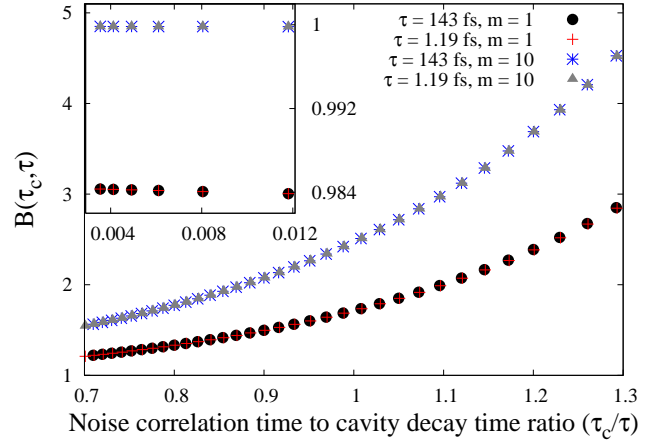 τ = 143 fs, m = 1
τ = 1.19 fs, m = 1
τ = 143 fs, m = 10
τ = 1.19 fs, m = 10
1
0.992
0.984
0.004 0.008 0.012
B(τc,τ)
5
4
3
2
1
0.7 0.8 0.9 1 1.1 1.2 1.3
Noise correlation time to cavity decay time ratio (τc/τ)